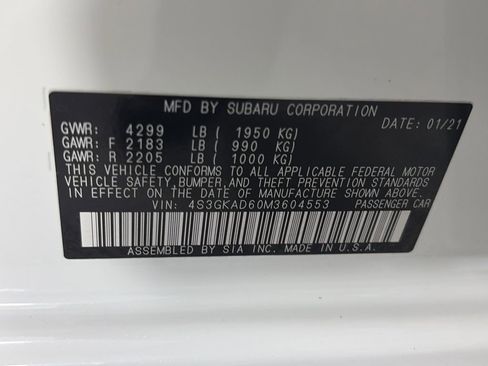 MFD BY SUBARU CORPORATION
DATE: 01/21
GVWR: 4299 LB ( 1950 KG)
GAWR: F 2183 LB ( 990 KG)
GAWR: R 2205 LB ( 1000 KG)
THIS VEHICLE CONFORMS TO ALL APPLICABLE FEDERAL MOTOR
VEHICLE SAFETY,BUMPER,AND THEFT PREVENTION STANDARDS
IN EFFECT ON THE DATE OF MANUFACTURE SHOWN ABOVE.
VIN: 4S3GKAD60M3604553 PASSENGER CAR
ASSEMBLED BY SIA INC. MADE IN U.S.A.